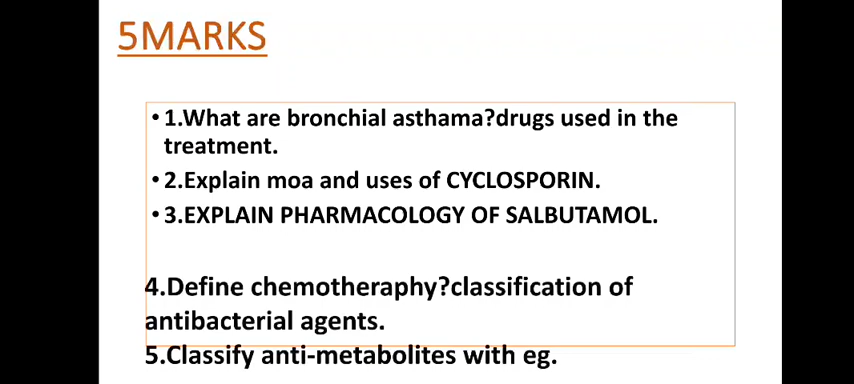 5MARKS
• 1.What are bronchial asthama?drugs used in the
treatment.
• 2.Explain moa and uses of CYCLOSPORIN.
• 3.EXPLAIN PHARMACOLOGY OF SALBUTAMOL.
4.Define chemotheraphy?classification of
antibacterial agents.
5.Classify anti-metabolites with eg.